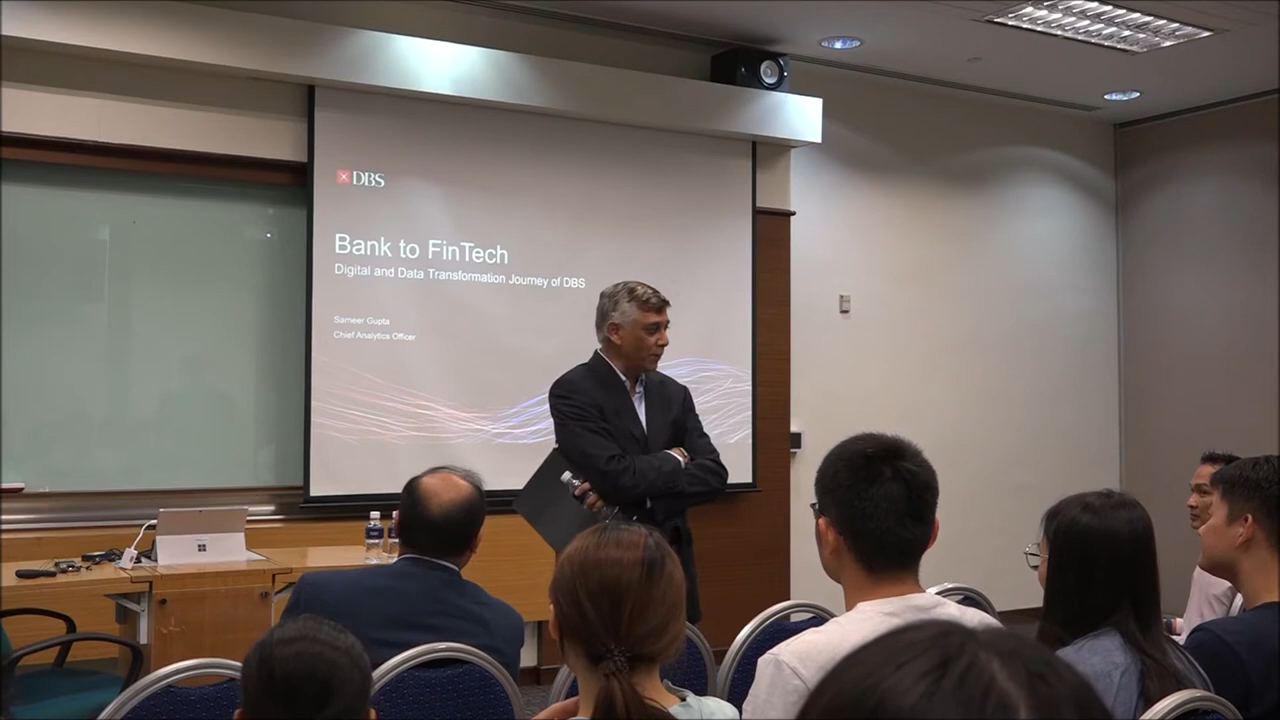 DBS
Bank to FinTech
Digital and Data Transformation Journey of DBS
Sameer Gupta
Chief Analytics Officer